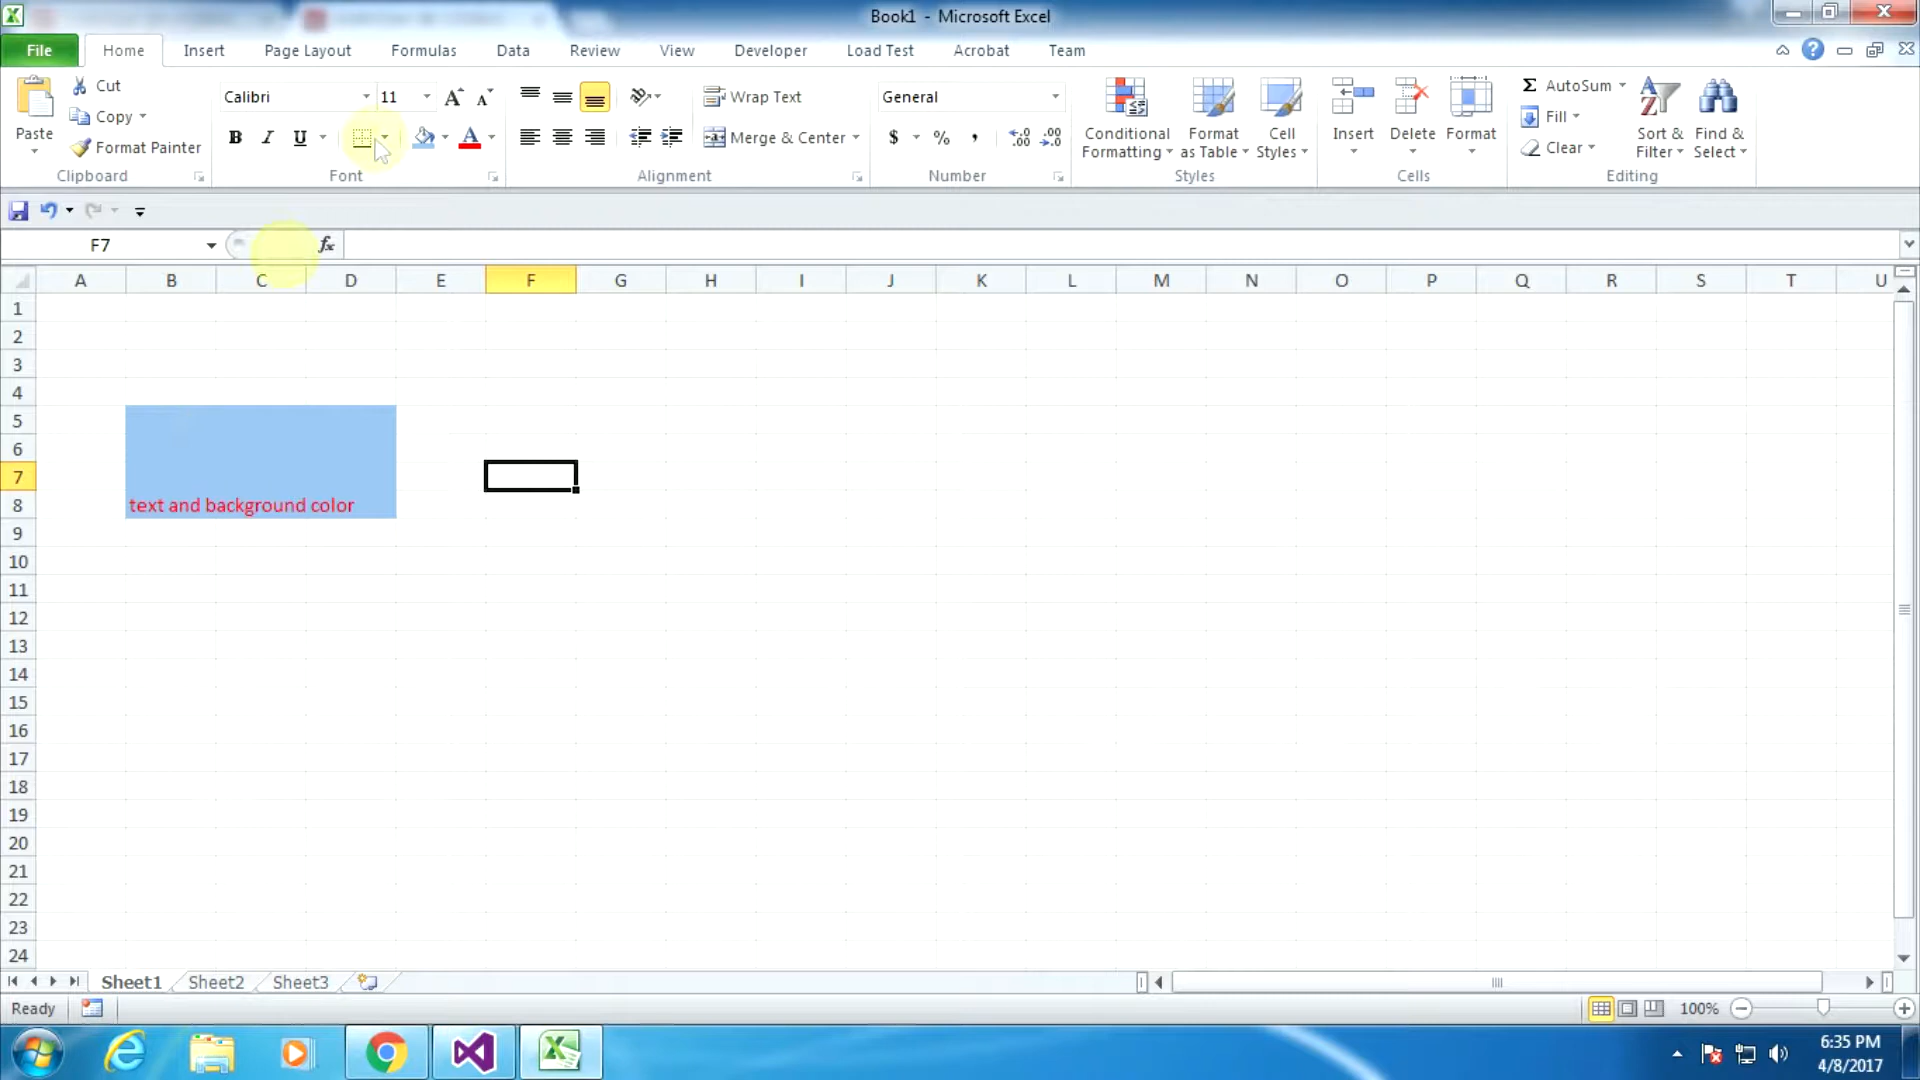 Book1 - Microsoft Excel
File Home Insert Page Layout Formulas Data Review View Developer Load Test Acrobat Team
Paste
Cut
Copy
Format Painter
Clipboard
Calibri 11
B I U A
Font
Wrap Text
Merge & Center
Alignment
General
$ % ,
Number
Conditional Formatting
Format as Table
Cell Styles
Styles
Insert Delete Format
Cells
Σ AutoSum
Fill
Clear
Sort & Filter
Find & Select
Editing
F7 fx
A B C D E F G H I J K L M N O P Q R S T U
1
2
3
4
5
6
7
8 text and background color
9
10
11
12
13
14
15
16
17
18
19
20
21
22
23
24
Sheet1 Sheet2 Sheet3
Ready 100%
6:35 PM
4/8/2017